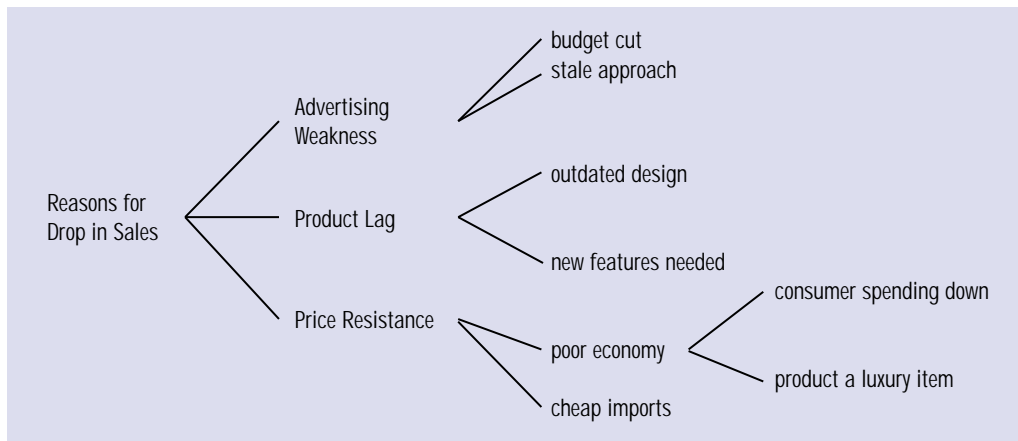 Reasons for
Drop in Sales
Advertising
Weakness
budget cut
stale approach
Product Lag
outdated design
new features needed
Price Resistance
poor economy
consumer spending down
product a luxury item
cheap imports